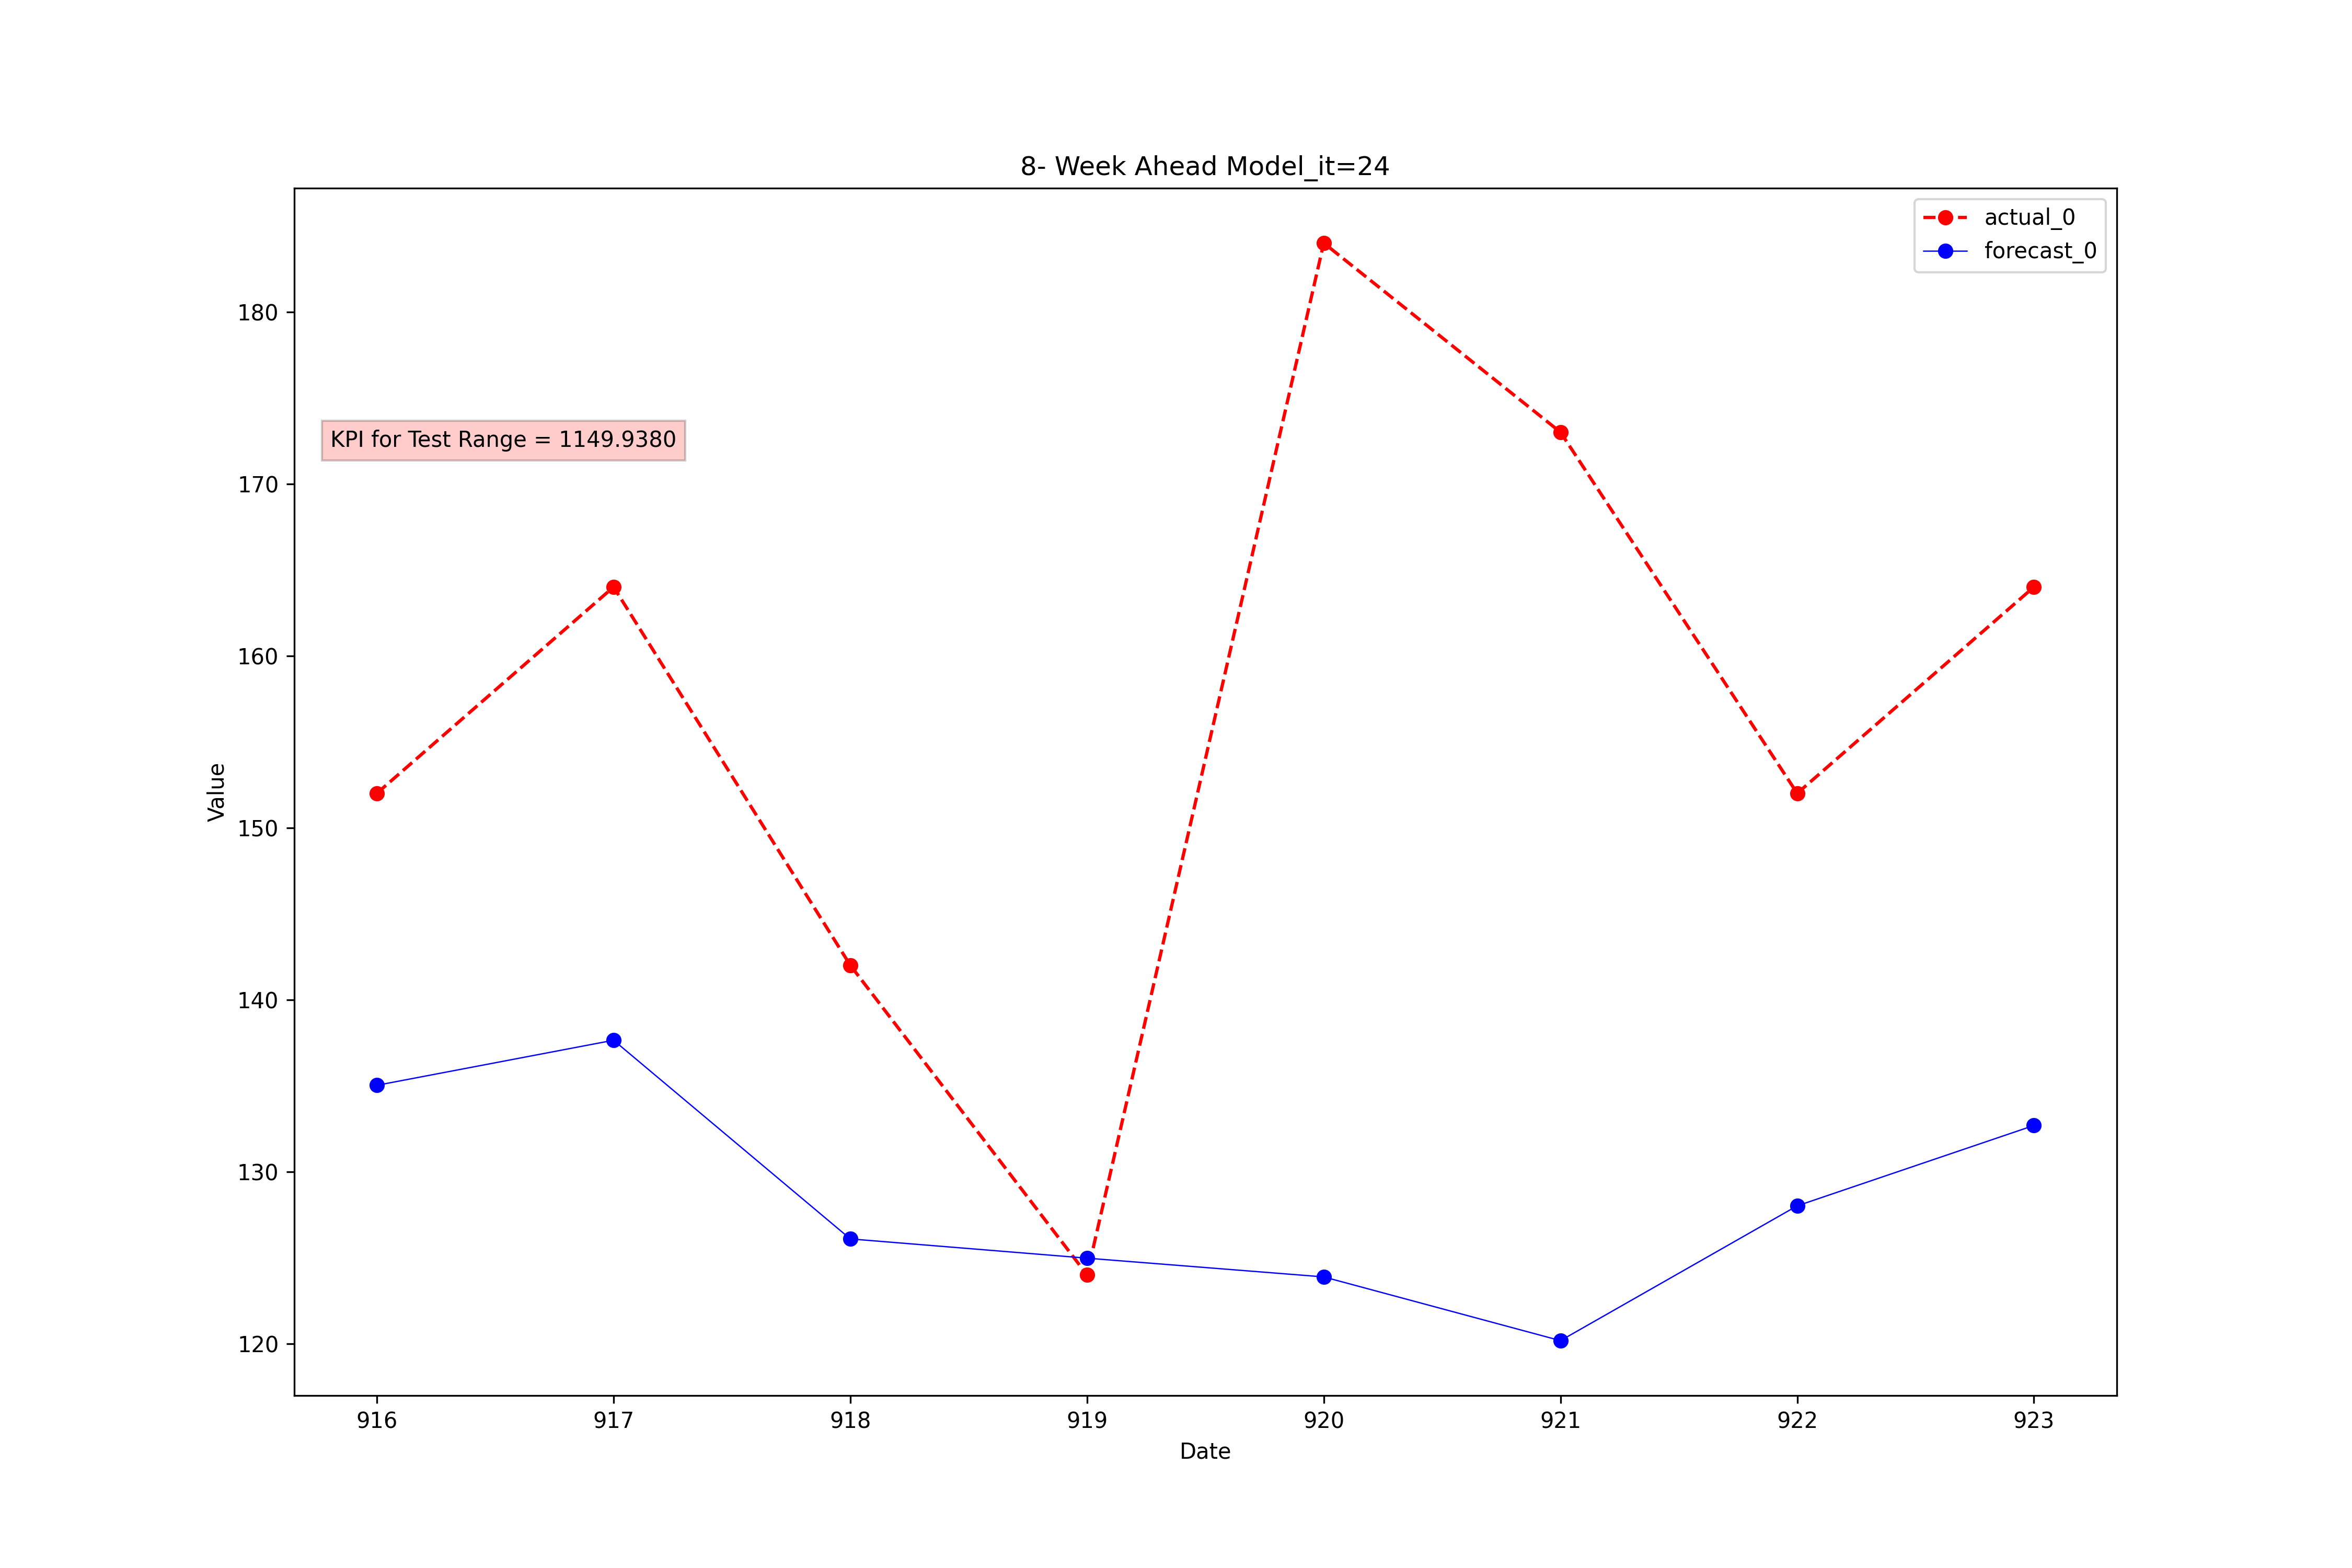 8- Week Ahead Model_it=24
actual_0
forecast_0
KPI for Test Range = 1149.9380
Value
180
170
160
150
140
130
120
916 917 918 919 920 921 922 923
Date